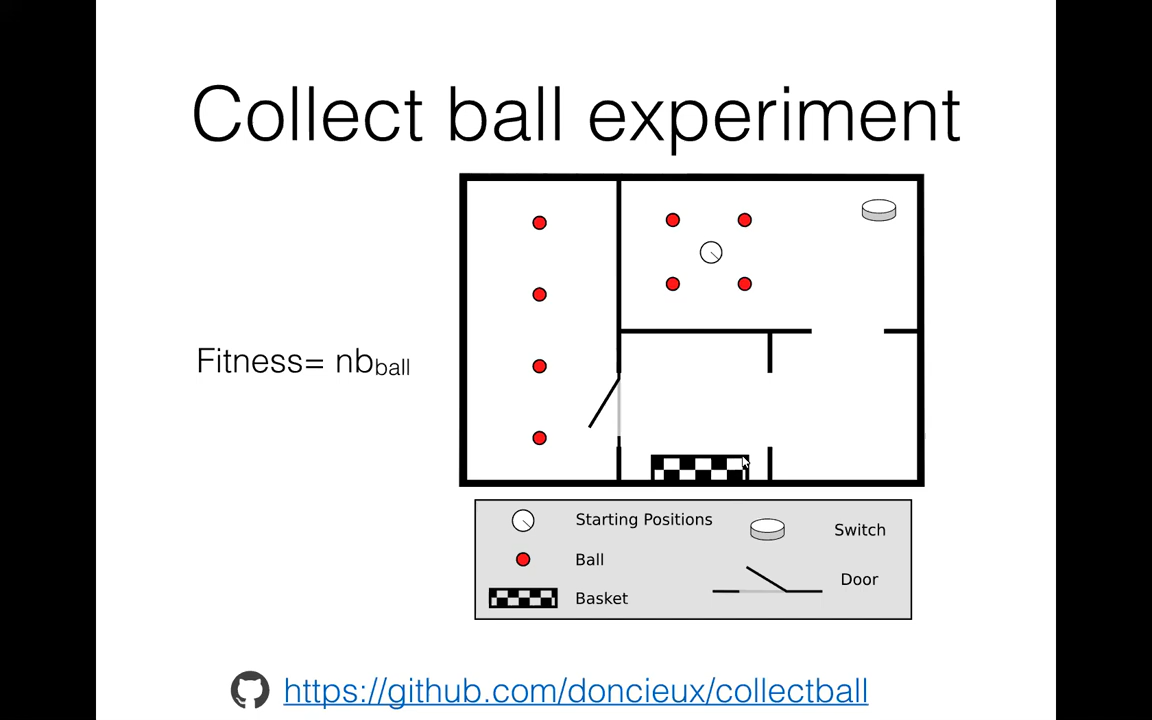 Collect ball experiment
Fitness= nbball
Starting Positions
Switch
Ball
Door
Basket
https://github.com/doncieux/collectball